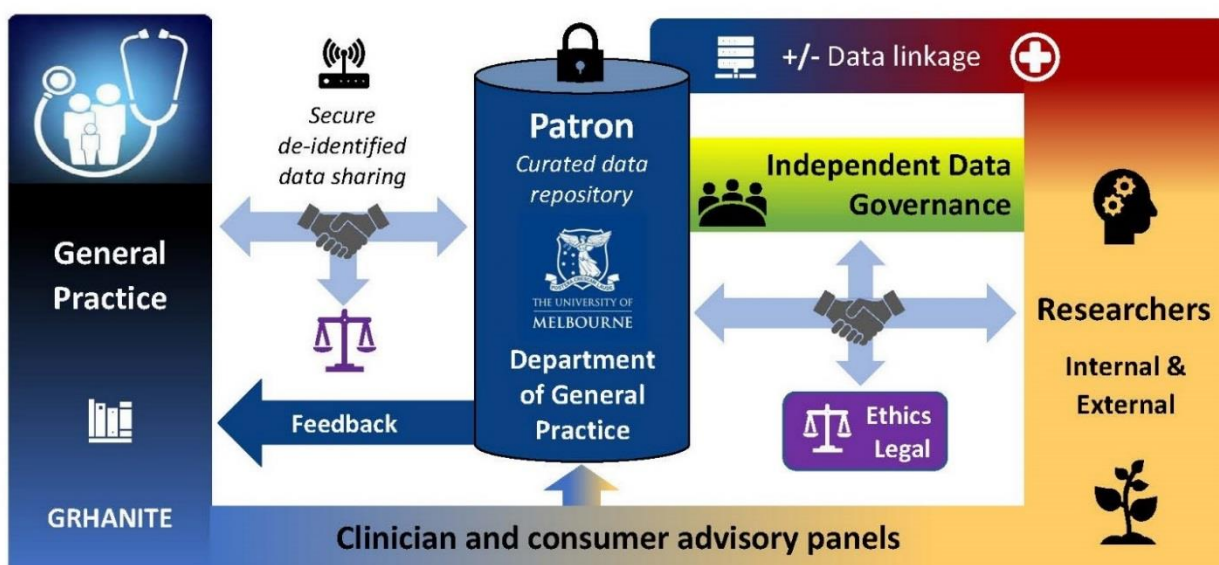 General
Practice
GRHANITE
Secure
de-identified
data sharing
Feedback
Patron
Curated data
repository
THE UNIVERSITY OF
MELBOURNE
Department
of General
Practice
+/- Data linkage
Independent Data
Governance
Ethics
Legal
Researchers
Internal &
External
Clinician and consumer advisory panels